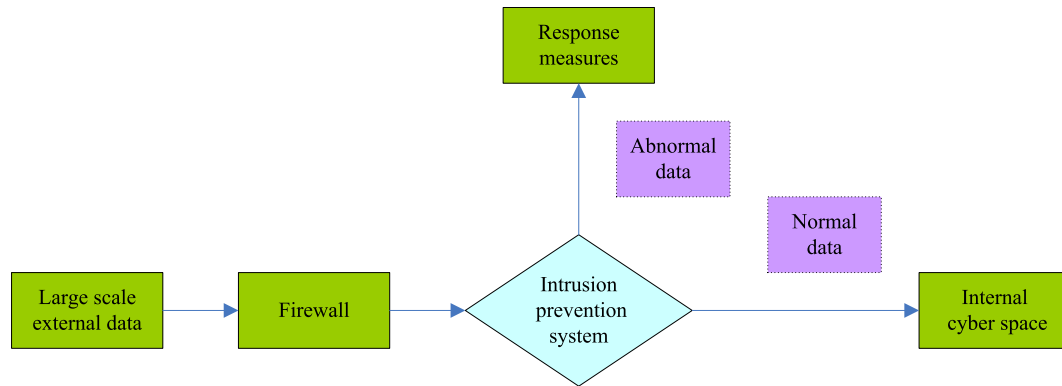 Response
measures
Abnormal
data
Normal
data
Large scale
external data
Firewall
Intrusion
prevention
system
Internal
cyber space